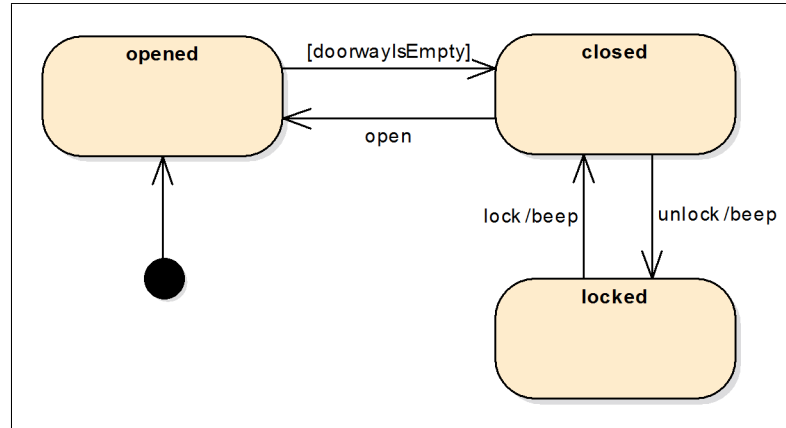 opened
[doorwayIsEmpty]
closed
open
lock /beep
unlock /beep
locked